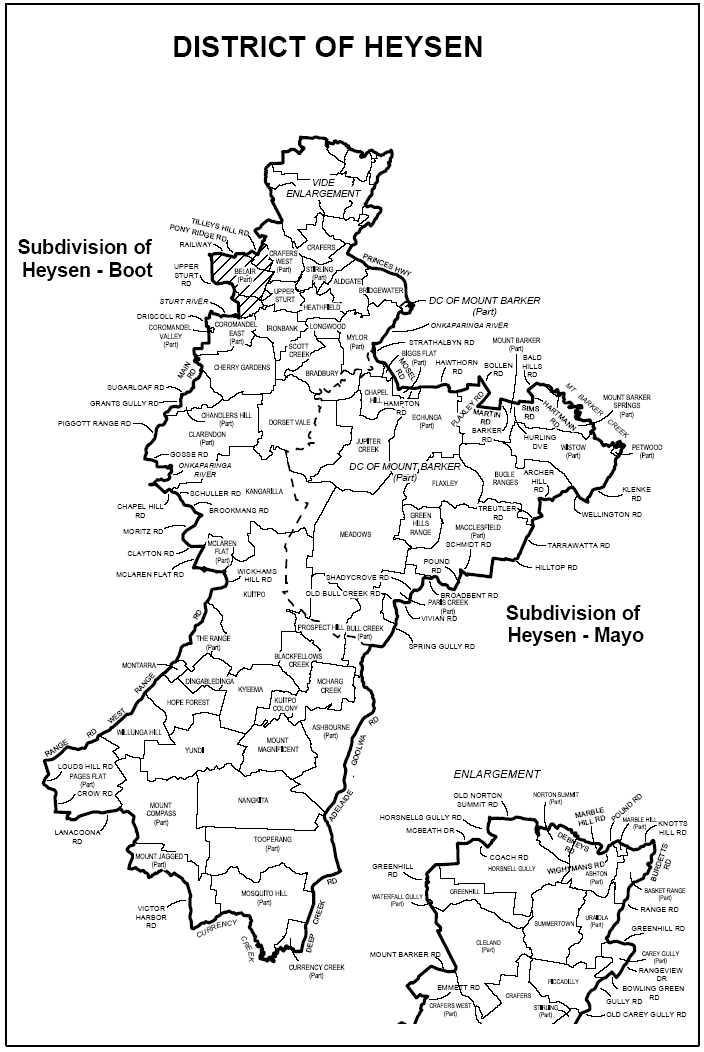 DISTRICT OF HEYSEN
VIDE
ENLARGEMENT
TILLEYS HILL RD
PONY RIDGE RD
RAILWAY
Subdivision of
Heysen - Boot
UPPER
STURT
RD
BELAIR
(Part)
CRAFERS
WEST
(Part)
CRAFERS
STIRLING
(Part)
PRINCES HWY
ALDGATE
BRIDGEWATER
UPPER
STURT
HEATHFIELD
STURT RIVER
DRISCOLL RD
COROMANDEL
VALLEY
(Part)
COROMANDEL
EAST
(Part)
IRONBANK
LONGWOOD
SCOTT
CREEK
MYLOR
(Part)
DC OF MOUNT BARKER
(Part)
ONKAPARINGA RIVER
STRATHALBYN RD
BIGGS FLAT
(Part)
MOSEL
RD
HAWTHORN
RD
BOLLEN
RD
MOUNT BARKER
(Part)
BALD
HILLS
RD
MT BARKER
CREEK
MOUNT BARKER
SPRINGS
(Part)
MAIN
RD
CHERRY GARDENS
BRADBURY
SUGARLOAF RD
GRANTS GULLY RD
PIGGOTT RANGE RD
CHAPEL
HILL
HAMPTON
RD
ECHUNGA
(Part)
FLAXLEY RD
MARTIN
RD
BARKER
RD
SIMS
RD
HARTMANN
RD
HURLING
DVE
WISTOW
(Part)
PETWOOD
(Part)
CHANDLERS HILL
(Part)
CLARENDON
(Part)
DORSET VALE
JUPITER
CREEK
GOSSE RD
ONKAPARINGA
RIVER
DC OF MOUNT BARKER
(Part)
FLAXLEY
BUGLE
RANGES
ARCHER
HILL
RD
KLENKE
RD
WELLINGTON RD
SCHULLER RD
KANGARILLA
CHAPEL HILL
RD
BROOKMANS RD
MORITZ RD
TREUTLER
RD
GREEN
HILLS
RANGE
MACCLESFIELD
(Part)
SCHMIDT RD
MEADOWS
CLAYTON RD
MCLAREN
FLAT
(Part)
MCLAREN FLAT RD
WICKHAMS
HILL RD
KUITPO
TARRAWATTA RD
HILLTOP RD
POUND
RD
SHADYCROVE RD
OLD BULL CREEK RD
BROADBENT RD
PARIS CREEK
(Part)
VIVIAN RD
Subdivision of
Heysen - Mayo
SPRING GULLY RD
PROSPECT HILL
BULL CREEK
(Part)
RD
THE RANGE
(Part)
MONTARRA
BLACKFELLOWS
CREEK
DINGABLEDINGA
KYEEMA
MCHARG
CREEK
KUITPO
COLONY
HOPE FOREST
RANGE RD WEST RANGE
WILLUNGA HILL
YUNDI
MOUNT
MAGNIFICENT
ASHBOURNE
(Part)
ADELAIDE - GOOLWA RD
LOUDS HILL RD
PAGES FLAT
(Part)
CROW RD
LANACOONA
RD
MOUNT
COMPASS
(Part)
NANGKITA
TOOPERANG
(Part)
MOUNT JAGGED
(Part)
MOSQUITO HILL
(Part)
VICTOR
HARBOR
RD
CURRENCY
CREEK
DEEP CREEK RD
CURRENCY CREEK
(Part)
ENLARGEMENT
OLD NORTON
SUMMIT RD
NORTON SUMMIT
(Part)
HORSNELLS GULLY RD
MCBEATH DR
MARBLE
HILL RD
POUND RD
MARBLE HILL
(Part)
KNOTTS
HILL RD
DEBNEYS
RD
COACH RD
HORSNELL GULLY
WIGHTMANS RD
ASHTON
(Part)
BURDETTS
RD
GREENHILL
RD
WATERFALL GULLY
(Part)
GREENHILL
BASKET RANGE
(Part)
RANGE RD
SUMMERTOWN
URAIDLA
(Part)
GREENHILL RD
CLELAND
(Part)
MOUNT BARKER RD
CAREY GULLY
(Part)
RANGEVIEW
DR
PICCADILLY
EMMETT RD
CRAFERS WEST
(Part)
CRAFERS
STIRLING
(Part)
BOWLING GREEN
RD
GULLY RD
OLD CAREY GULLY RD